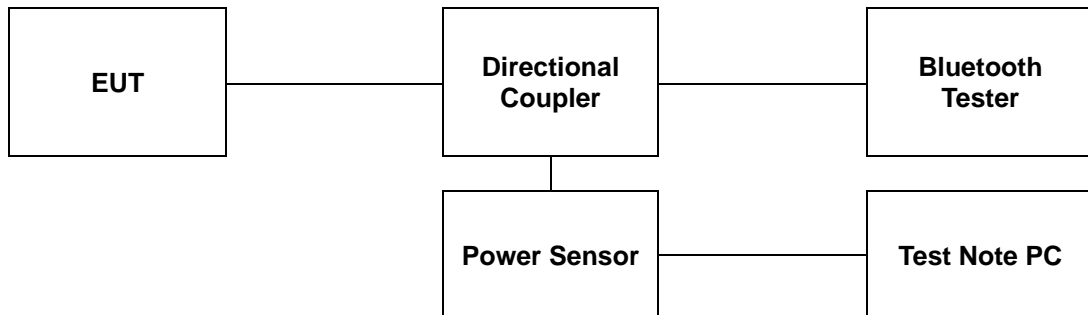 EUT
Directional
Coupler
Bluetooth
Tester
Power Sensor
Test Note PC